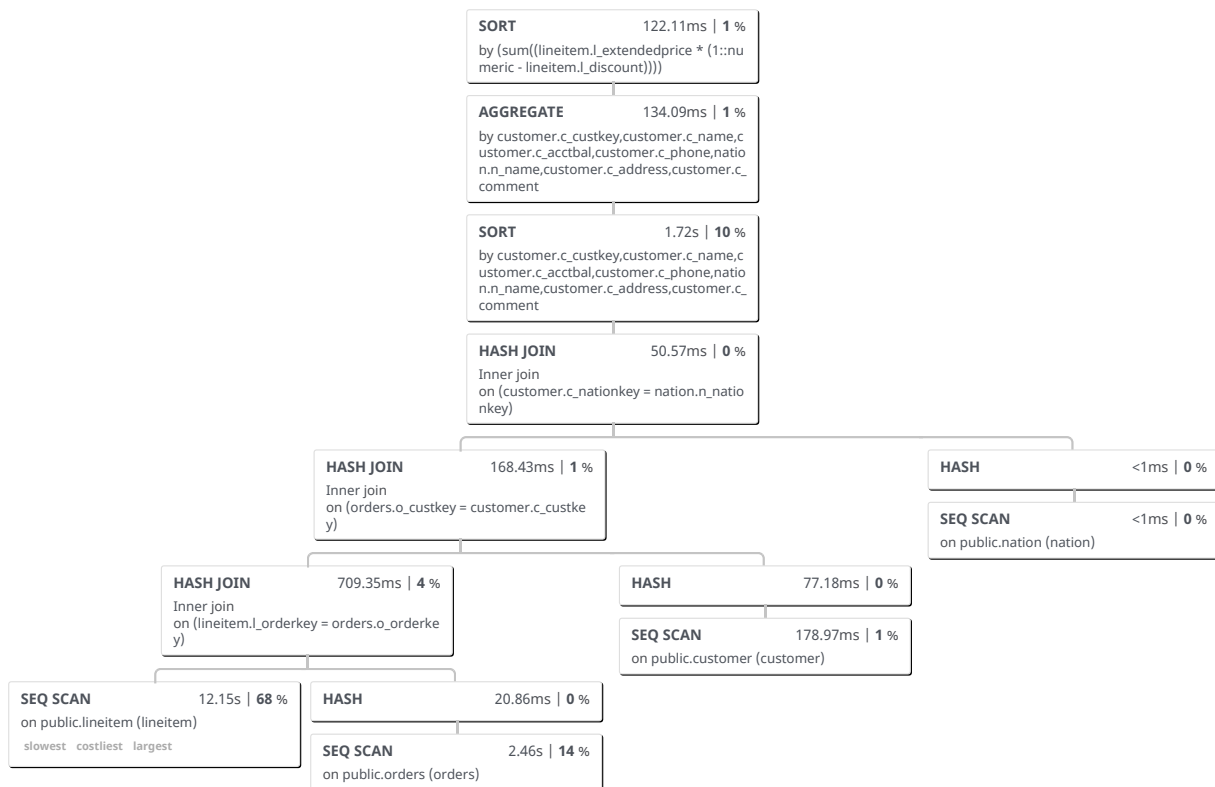 SORT 122.11ms | 1 %
by (sum((lineitem.l_extendedprice * (1::nu
meric - lineitem.l_discount))))
AGGREGATE 134.09ms | 1 %
by customer.c_custkey,customer.c_name,c
ustomer.c_acctbal,customer.c_phone,natio
n.n_name,customer.c_address,customer.c_
comment
SORT 1.72s | 10 %
by customer.c_custkey,customer.c_name,c
ustomer.c_acctbal,customer.c_phone,natio
n.n_name,customer.c_address,customer.c_
comment
HASH JOIN 50.57ms | 0 %
Inner join
on (customer.c_nationkey = nation.n_natio
nkey)
HASH JOIN 168.43ms | 1 %
Inner join
on (orders.o_custkey = customer.c_custke
y)
HASH <1ms | 0 %
SEQ SCAN <1ms | 0 %
on public.nation (nation)
HASH JOIN 709.35ms | 4 %
Inner join
on (lineitem.l_orderkey = orders.o_orderke
y)
HASH 77.18ms | 0 %
SEQ SCAN 178.97ms | 1 %
on public.customer (customer)
SEQ SCAN 12.15s | 68 %
on public.lineitem (lineitem)
slowest costliest largest
HASH 20.86ms | 0 %
SEQ SCAN 2.46s | 14 %
on public.orders (orders)